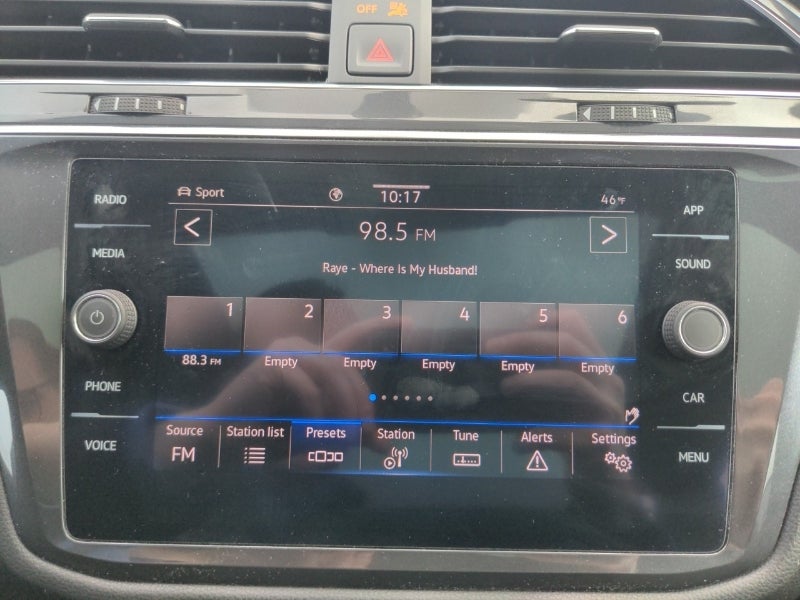 OFF
RADIO
MEDIA
PHONE
VOICE
Sport
10:17
46°F
98.5 FM
Raye - Where Is My Husband!
1 2 3 4 5 6
88.3 FM Empty Empty Empty Empty Empty
Source Station list Presets Station Tune Alerts Settings
FM
APP
SOUND
CAR
MENU